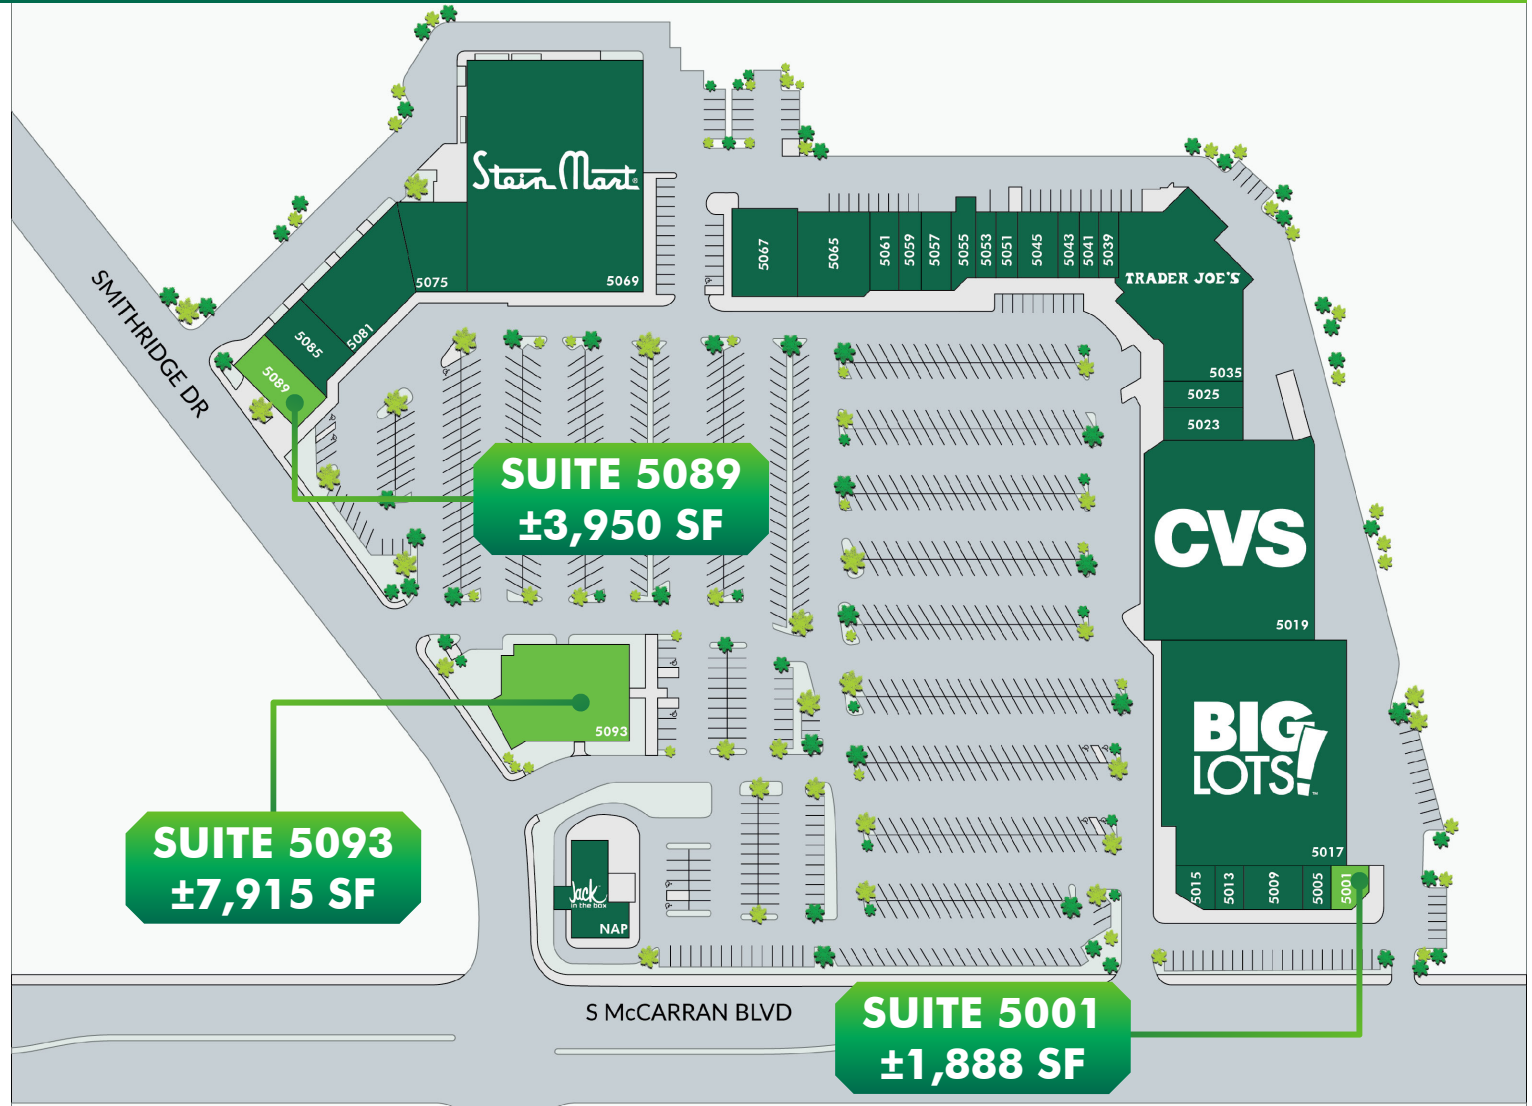 Stein Mart
5075
5069
5067
5065
5061
5059
5057
5055
5053
5051
5045
5043
5041
5039
TRADER JOE'S
SMITHRIDGE DR
5081
5085
5089
5035
5025
5023
SUITE 5089
±3,950 SF
CVS
5019
5093
BIG
LOTS!
SUITE 5093
±7,915 SF
5017
Jack
in the box
NAP
5015
5013
5009
5005
5001
S McCARRAN BLVD
SUITE 5001
±1,888 SF